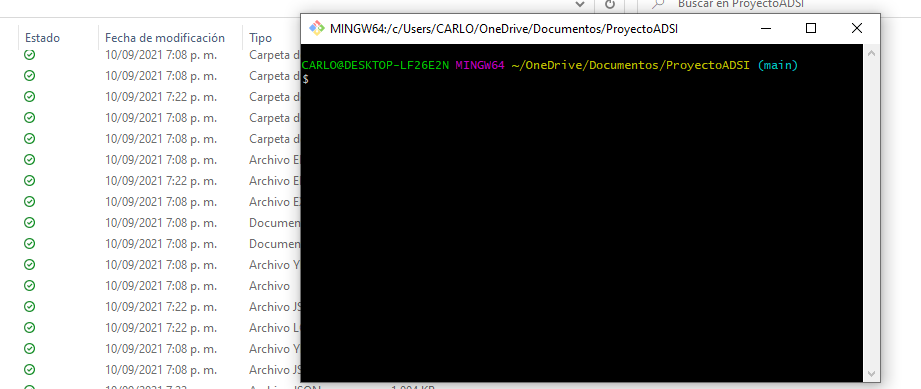 Buscar en ProyectoADSI
MINGW64:/c/Users/CARLO/OneDrive/Documentos/ProyectoADSI
CARLO@DESKTOP-LF26E2N MINGW64 ~/OneDrive/Documentos/ProyectoADSI (main)
$
Estado Fecha de modificación Tipo
10/09/2021 7:08 p. m. Carpeta d
10/09/2021 7:08 p. m. Carpeta d
10/09/2021 7:22 p. m. Carpeta d
10/09/2021 7:08 p. m. Carpeta d
10/09/2021 7:08 p. m. Carpeta d
10/09/2021 7:08 p. m. Archivo E
10/09/2021 7:22 p. m. Archivo E
10/09/2021 7:08 p. m. Archivo E
10/09/2021 7:08 p. m. Documen
10/09/2021 7:08 p. m. Documen
10/09/2021 7:08 p. m. Archivo Y
10/09/2021 7:08 p. m. Archivo
10/09/2021 7:22 p. m. Archivo JS
10/09/2021 7:22 p. m. Archivo L
10/09/2021 7:08 p. m. Archivo Y
10/09/2021 7:08 p. m. Archivo JS